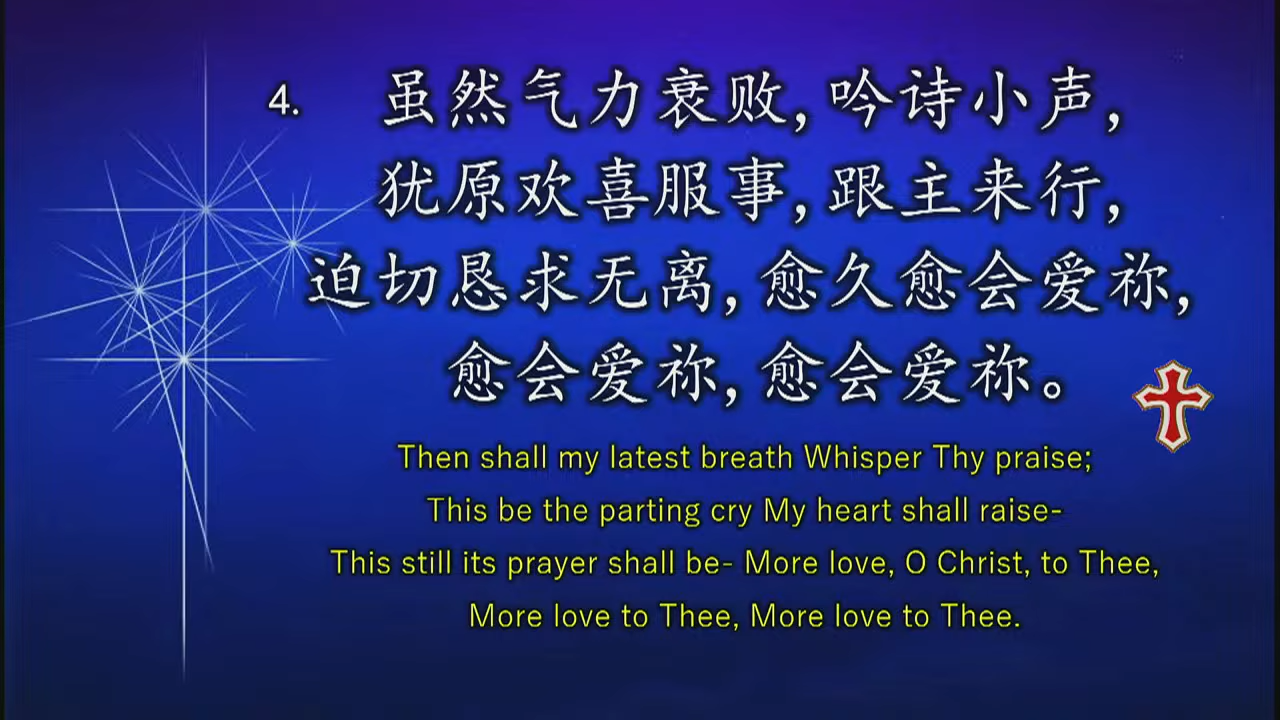 4. 虽然气力衰败, 吟诗小声,
犹原欢喜服事, 跟主来行,
迫切恳求无离, 愈久愈会爱祢,
愈会爱祢, 愈会爱祢。
Then shall my latest breath Whisper Thy praise;
This be the parting cry My heart shall raise-
This still its prayer shall be- More love, O Christ, to Thee,
More love to Thee, More love to Thee.